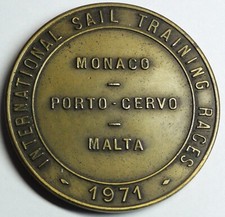 INTERNATIONAL SAIL TRAINING RACES
MONACO
–
PORTO-CERVO
–
MALTA
- 1971 -